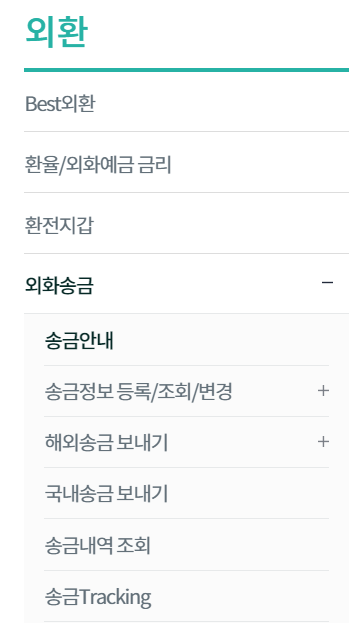 외환
Best외환
환율/외화예금 금리
환전지갑
외화송금 −
송금안내
송금정보 등록/조회/변경 +
해외송금 보내기 +
국내송금 보내기
송금내역 조회
송금Tracking